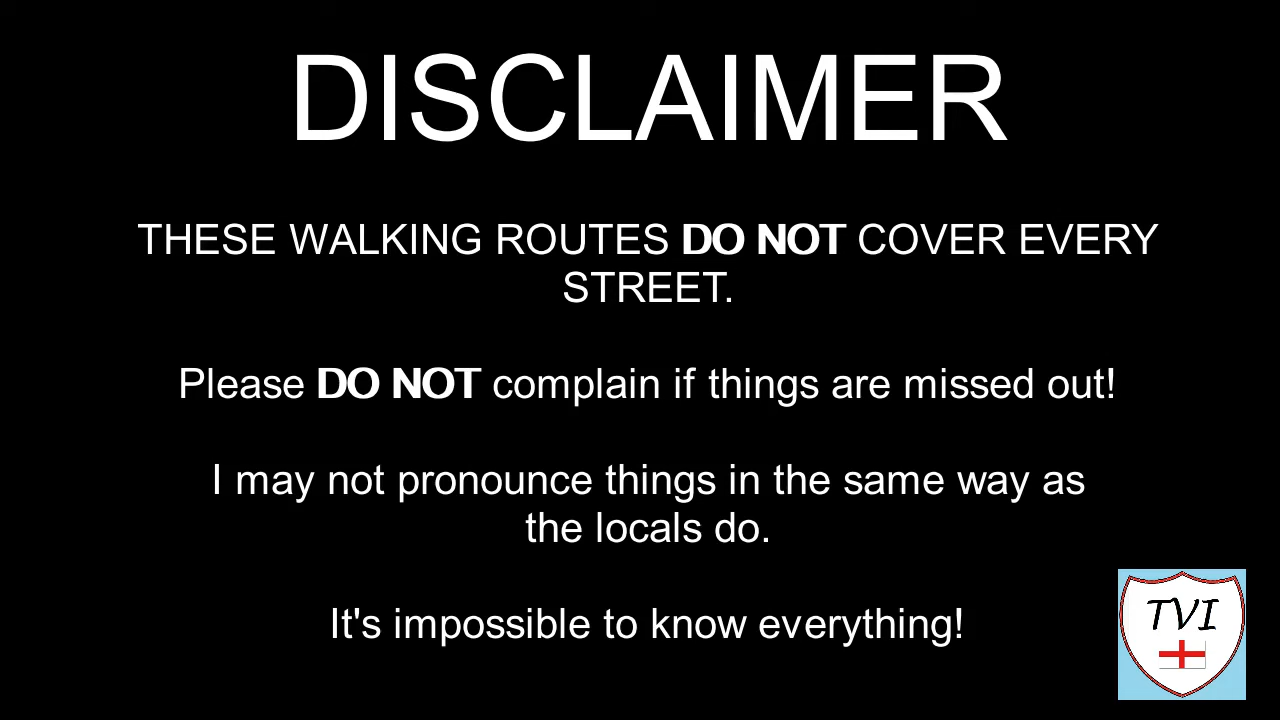 DISCLAIMER
THESE WALKING ROUTES DO NOT COVER EVERY
STREET.
Please DO NOT complain if things are missed out!
I may not pronounce things in the same way as
the locals do.
It's impossible to know everything!
TVI